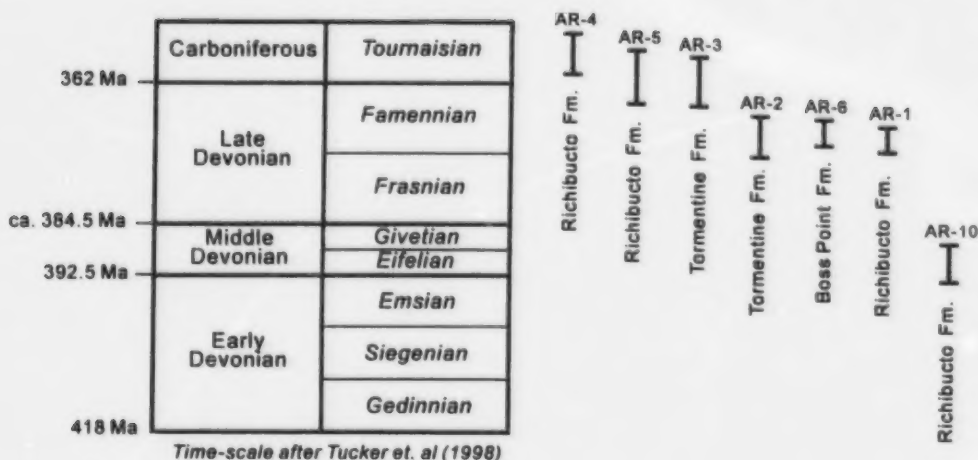 Carboniferous
Tournaisian
362 Ma
Late
Devonian
Famennian
Frasnian
ca. 384.5 Ma
Middle
Devonian
Givetian
Eifelian
392.5 Ma
Early
Devonian
Emsian
Siegenian
Gedinnian
418 Ma
Time-scale after Tucker et. al (1998)
AR-4
Richibucto Fm.
AR-5
Richibucto Fm.
AR-3
Tormentine Fm.
AR-2
Tormentine Fm.
AR-6
Boss Point Fm.
AR-1
Richibucto Fm.
AR-10
Richibucto Fm.